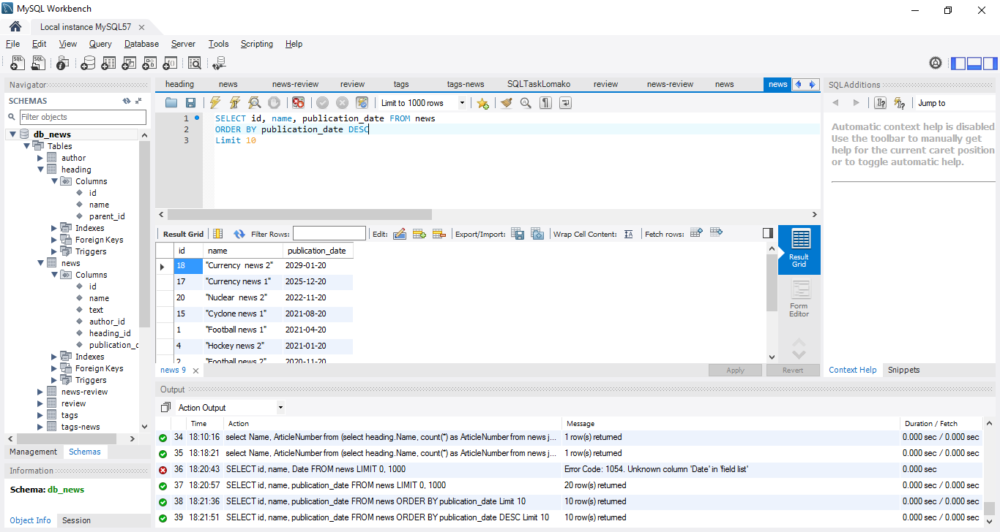 MySQL Workbench
Local instance MySQL57
File Edit View Query Database Server Tools Scripting Help
Navigator
SCHEMAS
Filter objects
db_news
Tables
author
heading
Columns
id
name
parent_id
Indexes
Foreign Keys
Triggers
news
Columns
id
name
text
author_id
heading_id
publication_d
Indexes
Foreign Keys
Triggers
news-review
review
tags
tags-news
Management Schemas
Information
Schema: db_news
Object Info Session
heading news news-review review tags tags-news SQLTaskLomako review news-review news news
Limit to 1000 rows
1 SELECT id, name, publication_date FROM news
2 ORDER BY publication_date DESC
3 Limit 10
Result Grid Filter Rows: Edit: Export/Import: Wrap Cell Content: Fetch rows:
id name publication_date
18 "Currency  news 2" 2029-01-20
17 "Currency news 1" 2025-12-20
20 "Nuclear  news 2" 2022-11-20
15 "Cyclone news 1" 2021-08-20
1 "Football news 1" 2021-04-20
4 "Hockey news 2" 2021-01-20
2 "Football news 2" 2020-11-20
Result
Grid
Form
Editor
news 9
Apply Revert
SQLAdditions
Jump to
Automatic context help is disabled.
Use the toolbar to manually get
help for the current caret position
or to toggle automatic help.
Context Help Snippets
Output
Action Output
Time Action Message Duration / Fetch
34 18:10:16 select Name, ArticleNumber from (select heading.Name, count(*) as ArticleNumber from news j... 1 row(s) returned 0.000 sec / 0.000 sec
35 18:18:21 select Name, ArticleNumber from (select heading.Name, count(*) as ArticleNumber from news j... 1 row(s) returned 0.000 sec / 0.000 sec
36 18:20:43 SELECT id, name, Date FROM news LIMIT 0, 1000 Error Code: 1054. Unknown column 'Date' in 'field list' 0.000 sec
37 18:20:57 SELECT id, name, publication_date FROM news LIMIT 0, 1000 20 row(s) returned 0.000 sec / 0.000 sec
38 18:21:36 SELECT id, name, publication_date FROM news ORDER BY publication_date Limit 10 10 row(s) returned 0.000 sec / 0.000 sec
39 18:21:51 SELECT id, name, publication_date FROM news ORDER BY publication_date DESC Limit 10 10 row(s) returned 0.000 sec / 0.000 sec